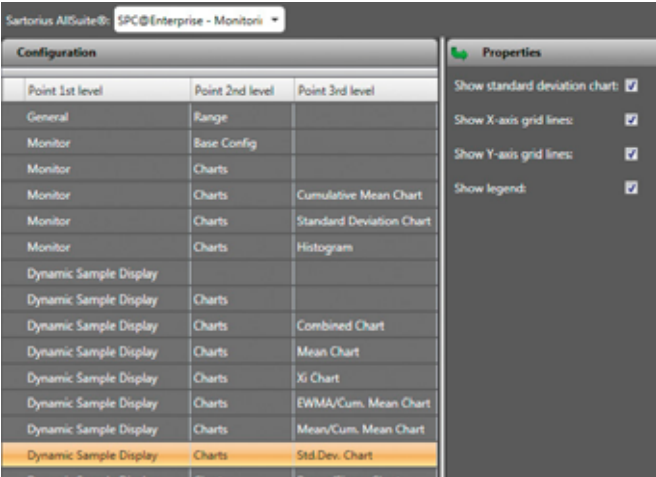 Sartorius AllSuite®: SPC@Enterprise - Monitori
Configuration
Point 1st level Point 2nd level Point 3rd level
General Range
Monitor Base Config
Monitor Charts
Monitor Charts Cumulative Mean Chart
Monitor Charts Standard Deviation Chart
Monitor Charts Histogram
Dynamic Sample Display
Dynamic Sample Display Charts
Dynamic Sample Display Charts Combined Chart
Dynamic Sample Display Charts Mean Chart
Dynamic Sample Display Charts Xi Chart
Dynamic Sample Display Charts EWMA/Cum. Mean Chart
Dynamic Sample Display Charts Mean/Cum. Mean Chart
Dynamic Sample Display Charts Std.Dev. Chart
Properties
Show standard deviation chart:
Show X-axis grid lines:
Show Y-axis grid lines:
Show legend: